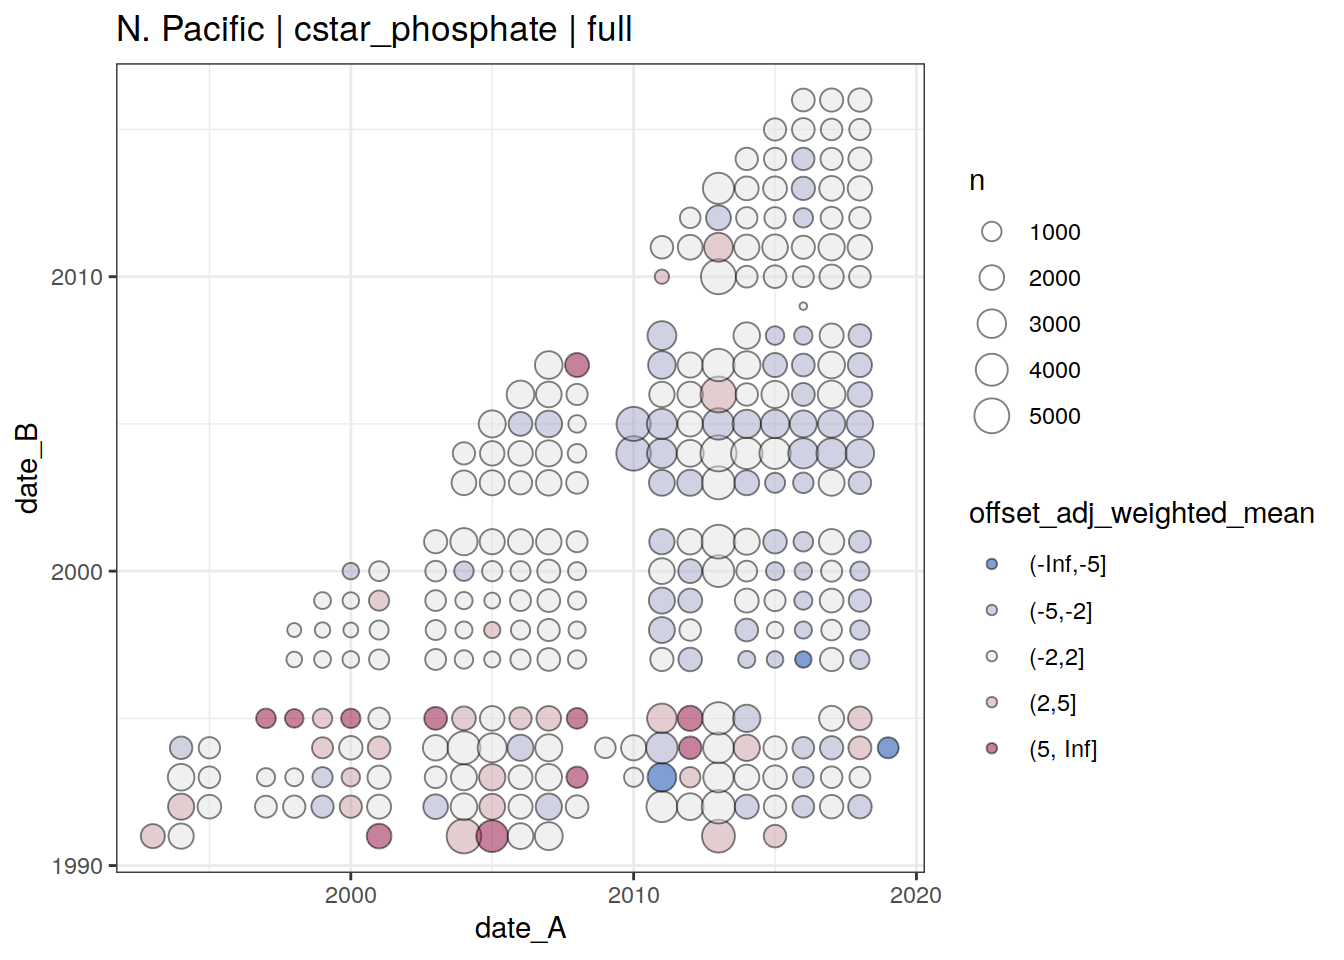 N. Pacific | cstar_phosphate | full
n
1000
2000
3000
4000
5000
offset_adj_weighted_mean
(-Inf,-5]
(-5,-2]
(-2,2]
(2,5]
(5, Inf]
2010
2000
1990
date_B
2000
2010
2020
date_A